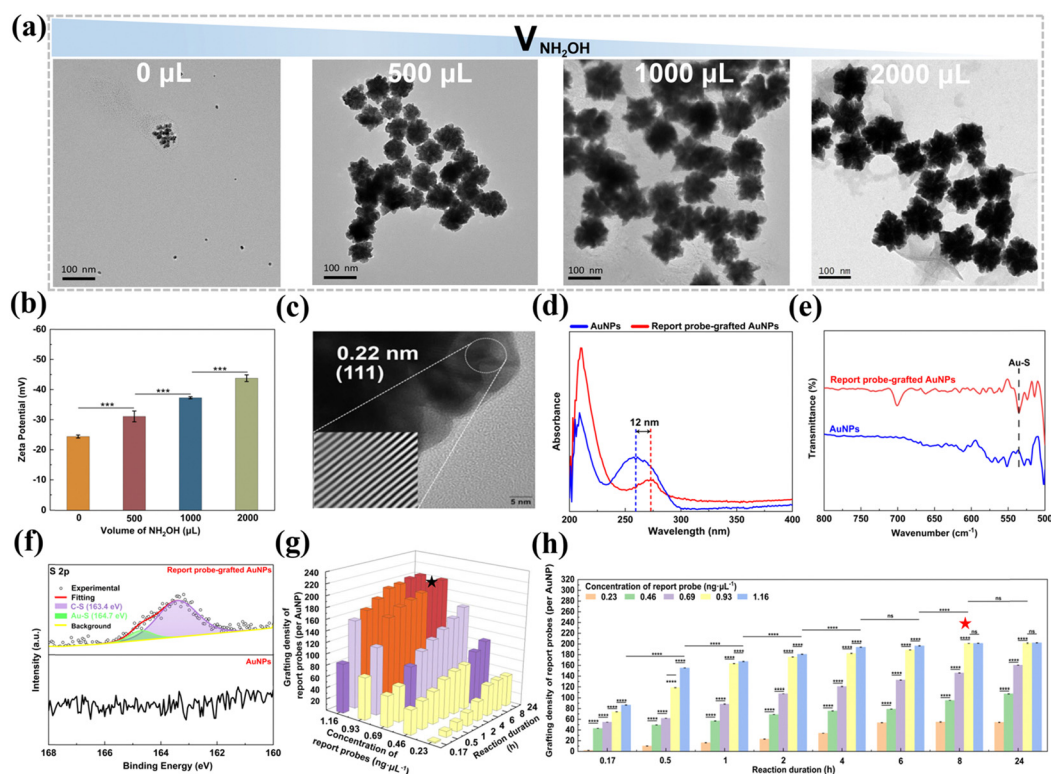 (a)
V NH2OH
0 µL
500 µL
1000 µL
2000 µL
100 nm
100 nm
100 nm
100 nm
(b)
-60
-50
-40
-30
-20
-10
0
Zeta Potential (mV)
***
***
***
0
500
1000
2000
Volume of NH2OH (µL)
(c)
0.22 nm
(111)
5 nm
(d)
AuNPs
Report probe-grafted AuNPs
12 nm
Absorbance
200
250
300
350
400
Wavelength (nm)
(e)
Au-S
Report probe-grafted AuNPs
AuNPs
Transmittance (%)
800
700
600
500
Wavenumber (cm-1)
(f)
S 2p
Report probe-grafted AuNPs
Experimental
Fitting
C-S (163.4 eV)
Au-S (164.7 eV)
Background
AuNPs
Intensity (a.u.)
168
166
164
162
160
Binding Energy (eV)
(g)
240
220
200
180
160
140
120
100
80
60
40
20
Grafting density of
report probes (per AuNP)
1.16
0.93
0.69
0.46
0.23
Concentration of
report probes (ng·µL-1)
0.17
0.5
1
2
4
6
8
24
Reaction duration
(h)
(h)
320
300
280
260
240
220
200
180
160
140
120
100
80
60
40
20
0
Grafting density of report probes (per AuNP)
Concentration of report probe (ng·µL-1)
0.23
0.46
0.69
0.93
1.16
****
****
****
ns
****
ns
0.17
0.5
1
2
4
6
8
24
Reaction duration (h)